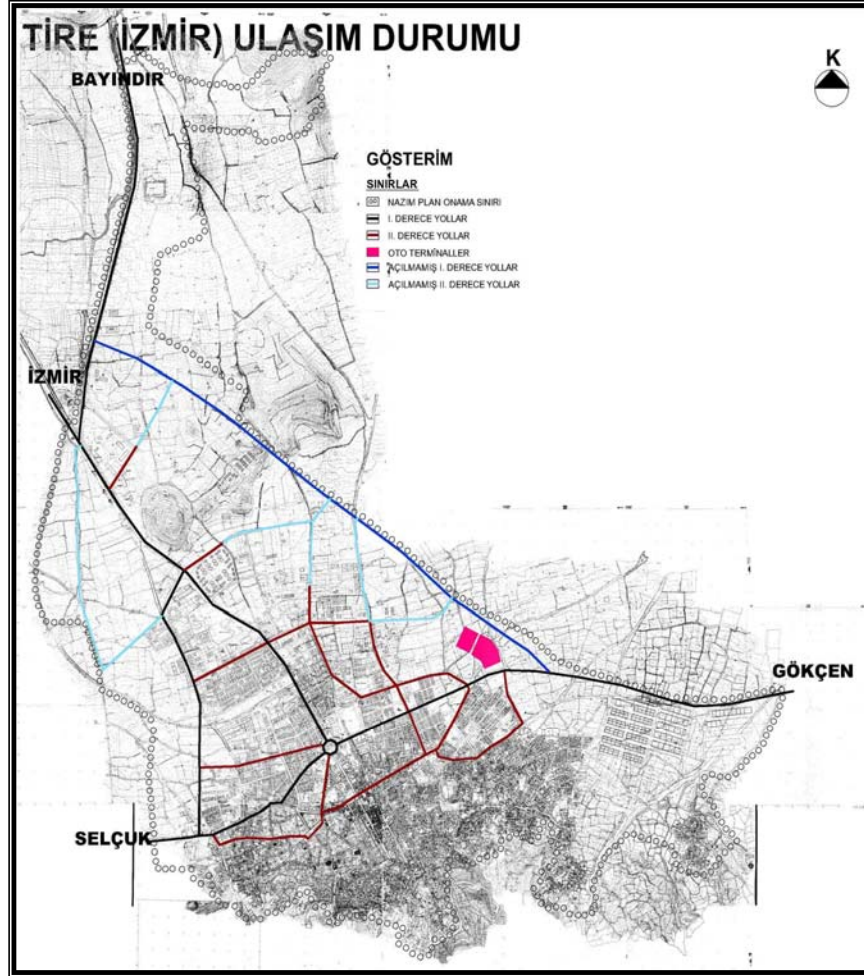 TİRE (İZMİR) ULAŞIM DURUMU
BAYINDIR
K
GÖSTERİM
SINIRLAR
NAZIM PLAN ONAMA SINIRI
I. DERECE YOLLAR
II. DERECE YOLLAR
OTO TERMİNALLER
AÇILMAMIŞ I. DERECE YOLLAR
AÇILMAMIŞ II. DERECE YOLLAR
İZMİR
GÖKÇEN
SELÇUK